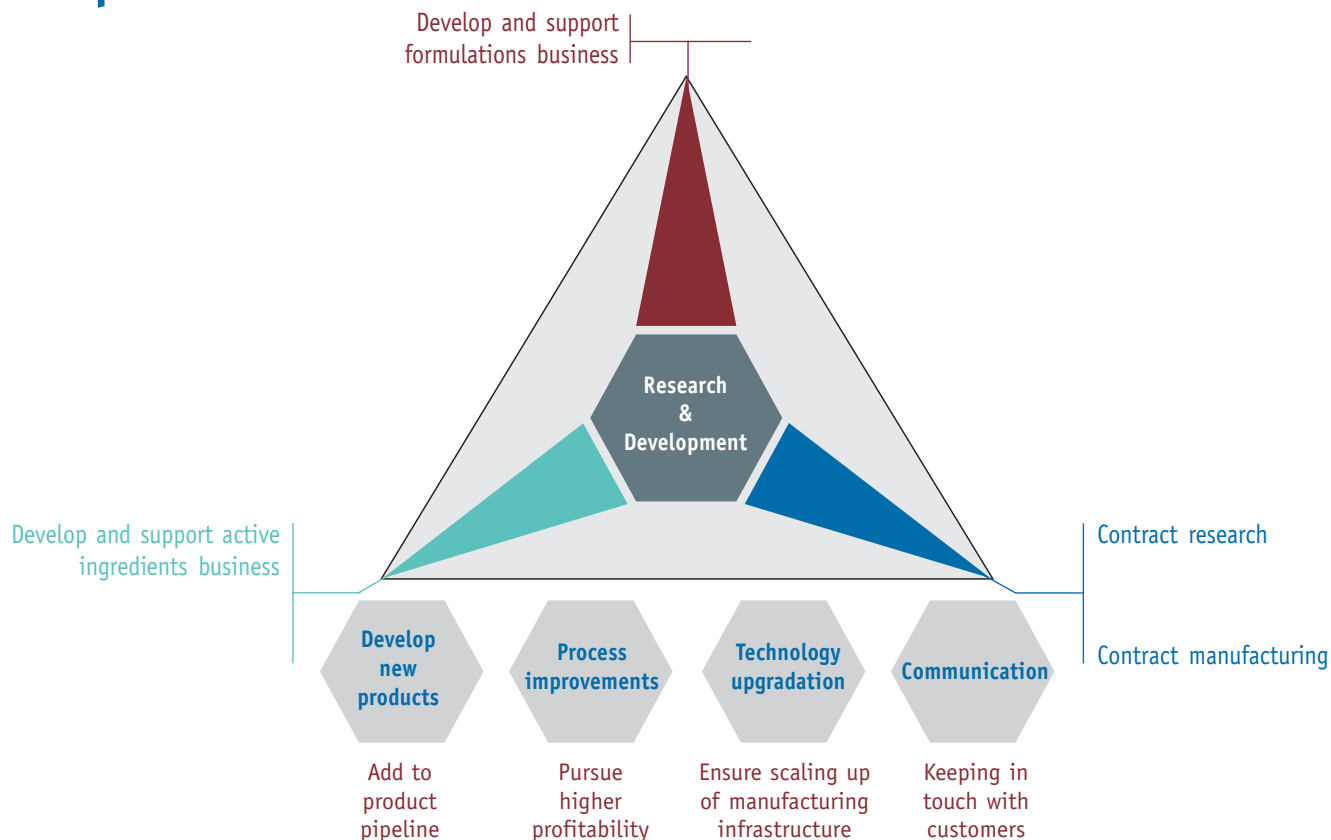 Develop and support
formulations business
Research
&
Development
Develop and support active
ingredients business
Contract research
Contract manufacturing
Develop
new
products
Process
improvements
Technology
upgradation
Communication
Add to
product
pipeline
Pursue
higher
profitability
Ensure scaling up
of manufacturing
infrastructure
Keeping in
touch with
customers